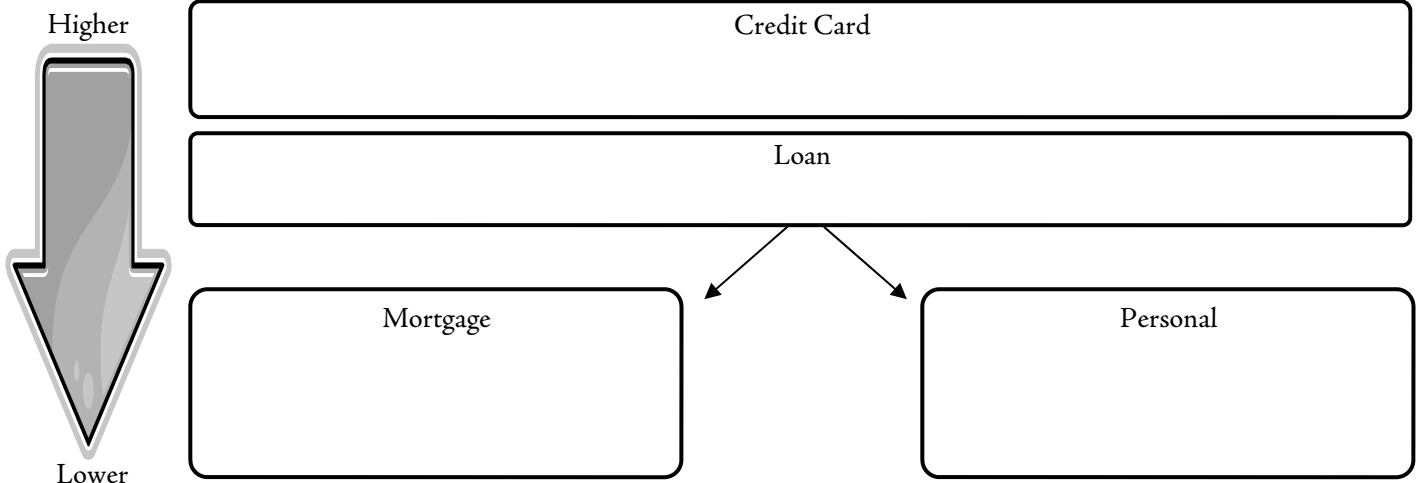 Higher
Credit Card
Loan
Mortgage
Personal
Lower